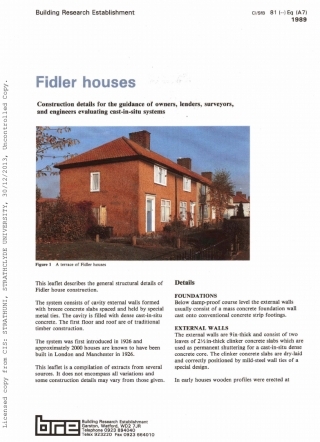 Building Research Establishment
CI/SfB 81 (–) Eq (A7)
1989
Fidler houses
Construction details for the guidance of owners, lenders, surveyors,
and engineers evaluating cast-in-situ systems
Figure 1 A terrace of Fidler houses
This leaflet describes the general structural details of
Fidler house construction.
The system consists of cavity external walls formed
with breeze concrete slabs spaced and held by special
metal ties. The cavity is filled with dense cast-in-situ
concrete. The first floor and roof are of traditional
timber construction.
The system was first introduced in 1926 and
approximately 2000 houses are known to have been
built in London and Manchester in 1926.
This leaflet is a compilation of extracts from several
sources. It does not encompass all variations and
some construction details may vary from those given.
Details
FOUNDATIONS
Below damp-proof course level the external walls
usually consist of a mass concrete foundation wall
cast onto conventional concrete strip footings.
EXTERNAL WALLS
The external walls are 9in-thick and consist of two
leaves of 2½in-thick clinker concrete slabs which are
used as permanent shuttering for a cast-in-situ dense
concrete core. The clinker concrete slabs are dry-laid
and correctly positioned by mild-steel wall ties of a
special design.
In early houses wooden profiles were erected at
bre
Building Research Establishment
Garston, Watford, WD2 7JR
Telephone 0923 894040
Telex 923220 Fax 0923 664010
Licensed copy from CIS: STRATHUNI, STRATHCLYDE UNIVERSITY, 30/12/2013, Uncontrolled Copy.